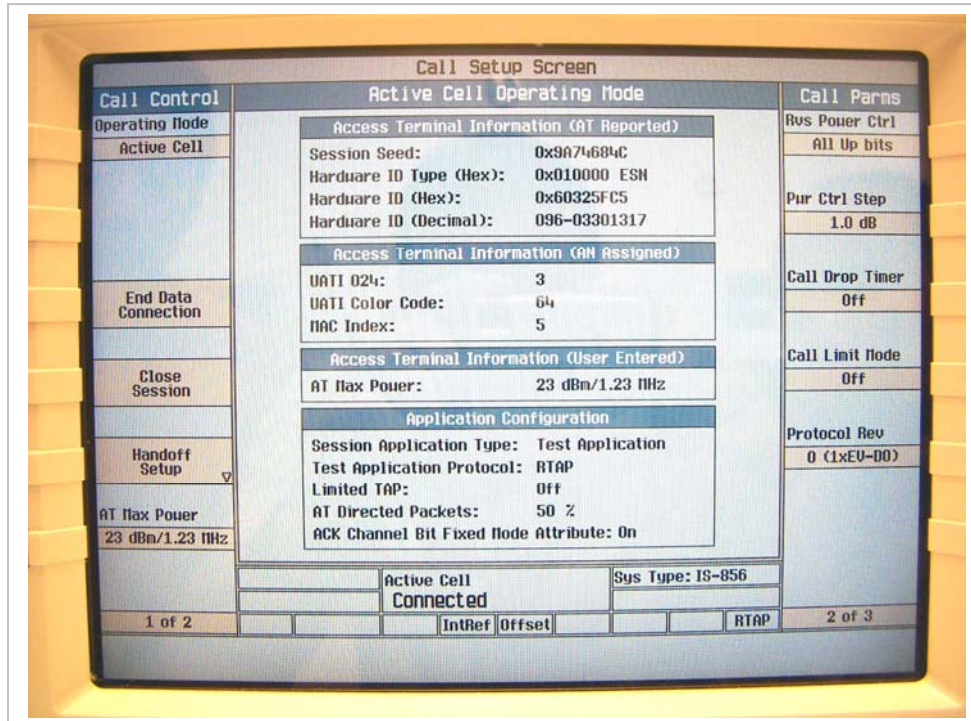 Call Setup Screen
Call Control
Operating Mode
Active Cell
End Data
Connection
Close
Session
Handoff
Setup
AT Max Power
23 dBm/1.23 MHz
1 of 2
Active Cell Operating Mode
Access Terminal Information (AT Reported)
Session Seed: 0x9A74684C
Hardware ID Type (Hex): 0x010000 ESN
Hardware ID (Hex): 0x60325FC5
Hardware ID (Decimal): 096-03301317
Access Terminal Information (AN Assigned)
UATI 024: 3
UATI Color Code: 64
MAC Index: 5
Access Terminal Information (User Entered)
AT Max Power: 23 dBm/1.23 MHz
Application Configuration
Session Application Type: Test Application
Test Application Protocol: RTAP
Limited TAP: Off
AT Directed Packets: 50 %
ACK Channel Bit Fixed Mode Attribute: On
Active Cell
Sys Type: IS-856
Connected
IntRef Offset RTAP
Call Parms
Rvs Power Ctrl
All Up bits
Pwr Ctrl Step
1.0 dB
Call Drop Timer
Off
Call Limit Mode
Off
Protocol Rev
0 (1xEV-DO)
2 of 3